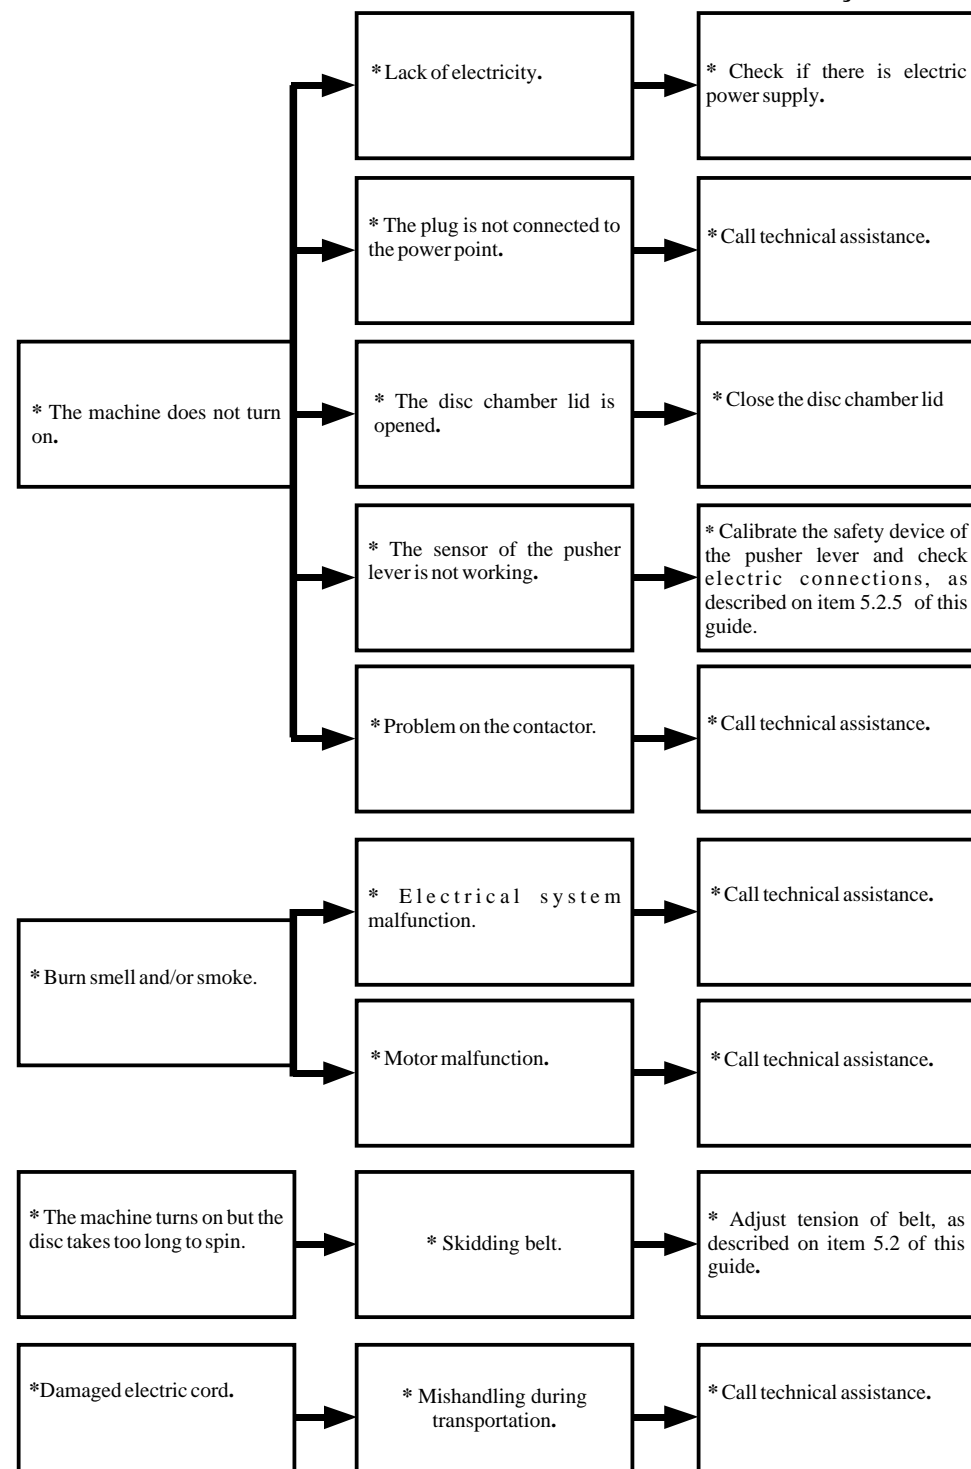 * Lack of electricity.
* Check if there is electric
power supply.
* The plug is not connected to
the power point.
* Call technical assistance.
* The machine does not turn
on.
* The disc chamber lid is
opened.
* Close the disc chamber lid
* The sensor of the pusher
lever is not working.
* Calibrate the safety device of
the pusher lever and check
electric connections, as
described on item 5.2.5 of this
guide.
* Problem on the contactor.
* Call technical assistance.
* Burn smell and/or smoke.
* Electrical system
malfunction.
* Call technical assistance.
* Motor malfunction.
* Call technical assistance.
* The machine turns on but the
disc takes too long to spin.
* Skidding belt.
* Adjust tension of belt, as
described on item 5.2 of this
guide.
*Damaged electric cord.
* Mishandling during
transportation.
* Call technical assistance.